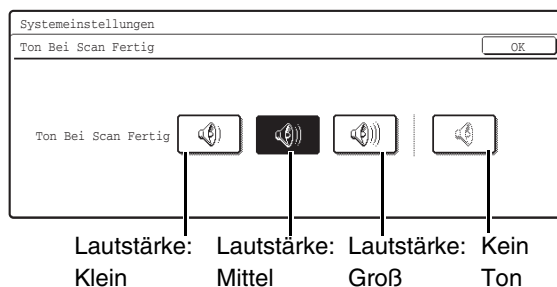 Systemeinstellungen
Ton Bei Scan Fertig
OK
Ton Bei Scan Fertig
Lautstärke: Lautstärke: Lautstärke: Kein
Klein Mittel Groß Ton